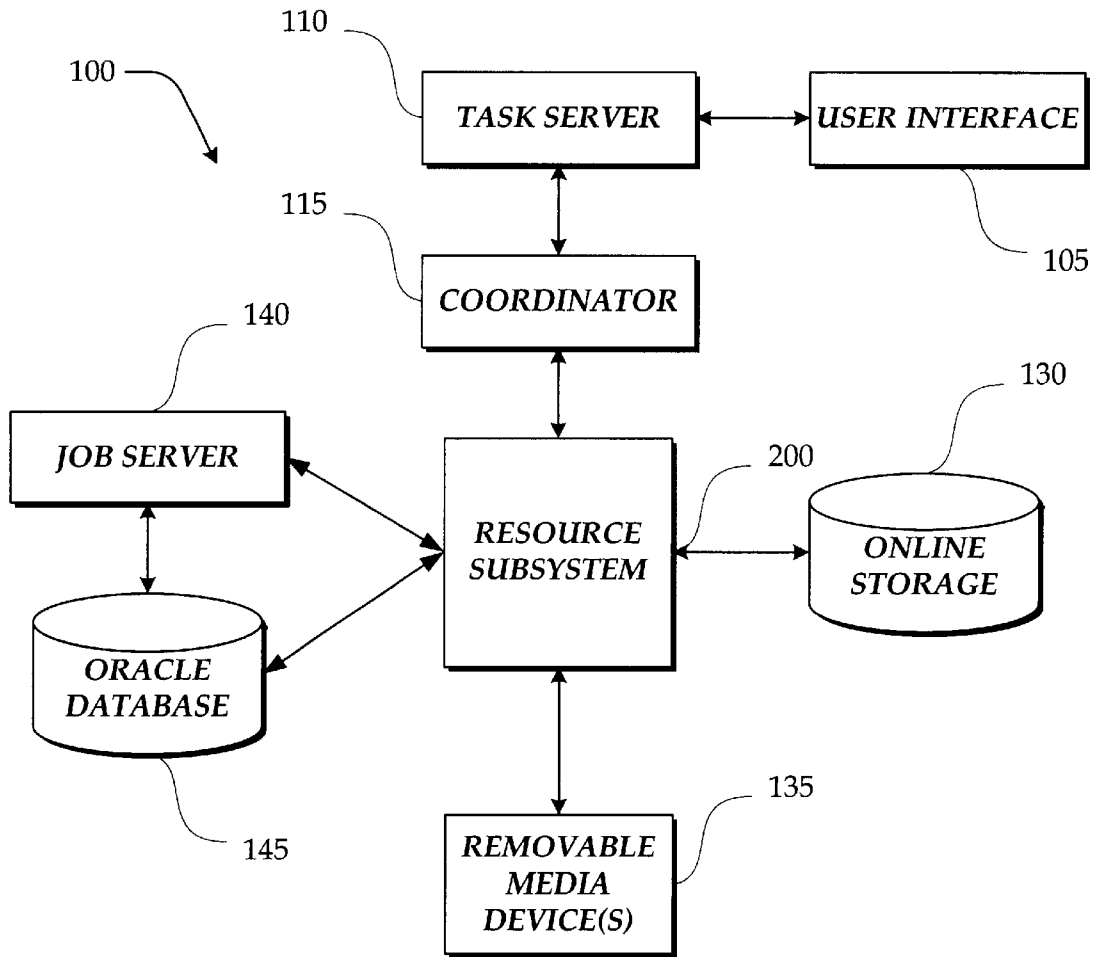 110
100
TASK SERVER
USER INTERFACE
115
105
COORDINATOR
140
130
JOB SERVER
200
RESOURCE
SUBSYSTEM
ONLINE
STORAGE
ORACLE
DATABASE
135
145
REMOVABLE
MEDIA
DEVICE(S)